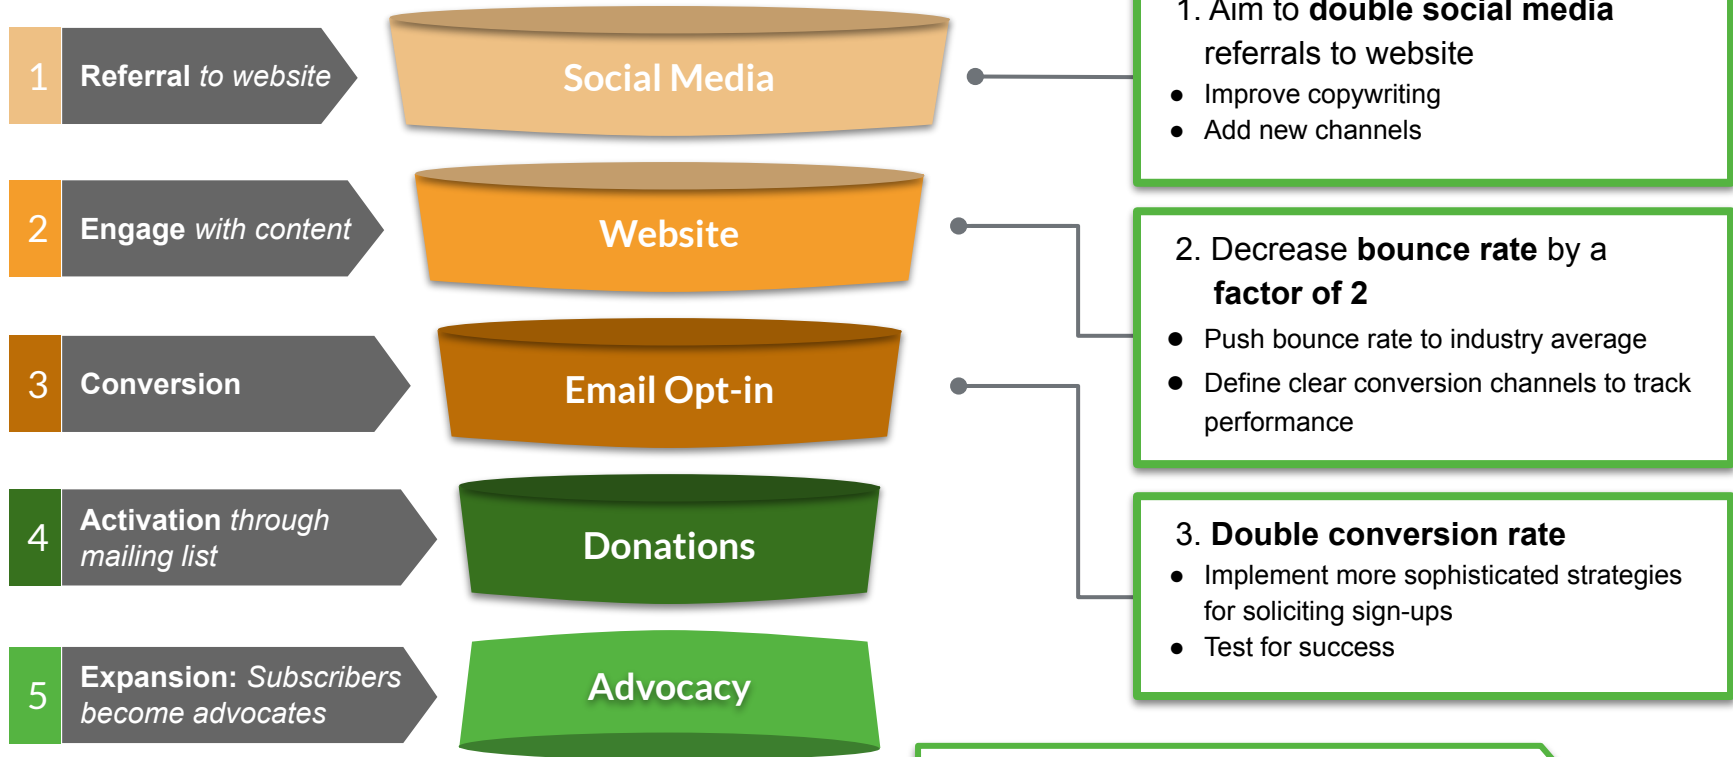 1
Referral to website
Social Media
1. Aim to double social media
referrals to website
● Improve copywriting
● Add new channels
2
Engage with content
Website
2. Decrease bounce rate by a
factor of 2
● Push bounce rate to industry average
● Define clear conversion channels to track
performance
3
Conversion
Email Opt-in
3. Double conversion rate
● Implement more sophisticated strategies
for soliciting sign-ups
● Test for success
4
Activation through
mailing list
Donations
5
Expansion: Subscribers
become advocates
Advocacy